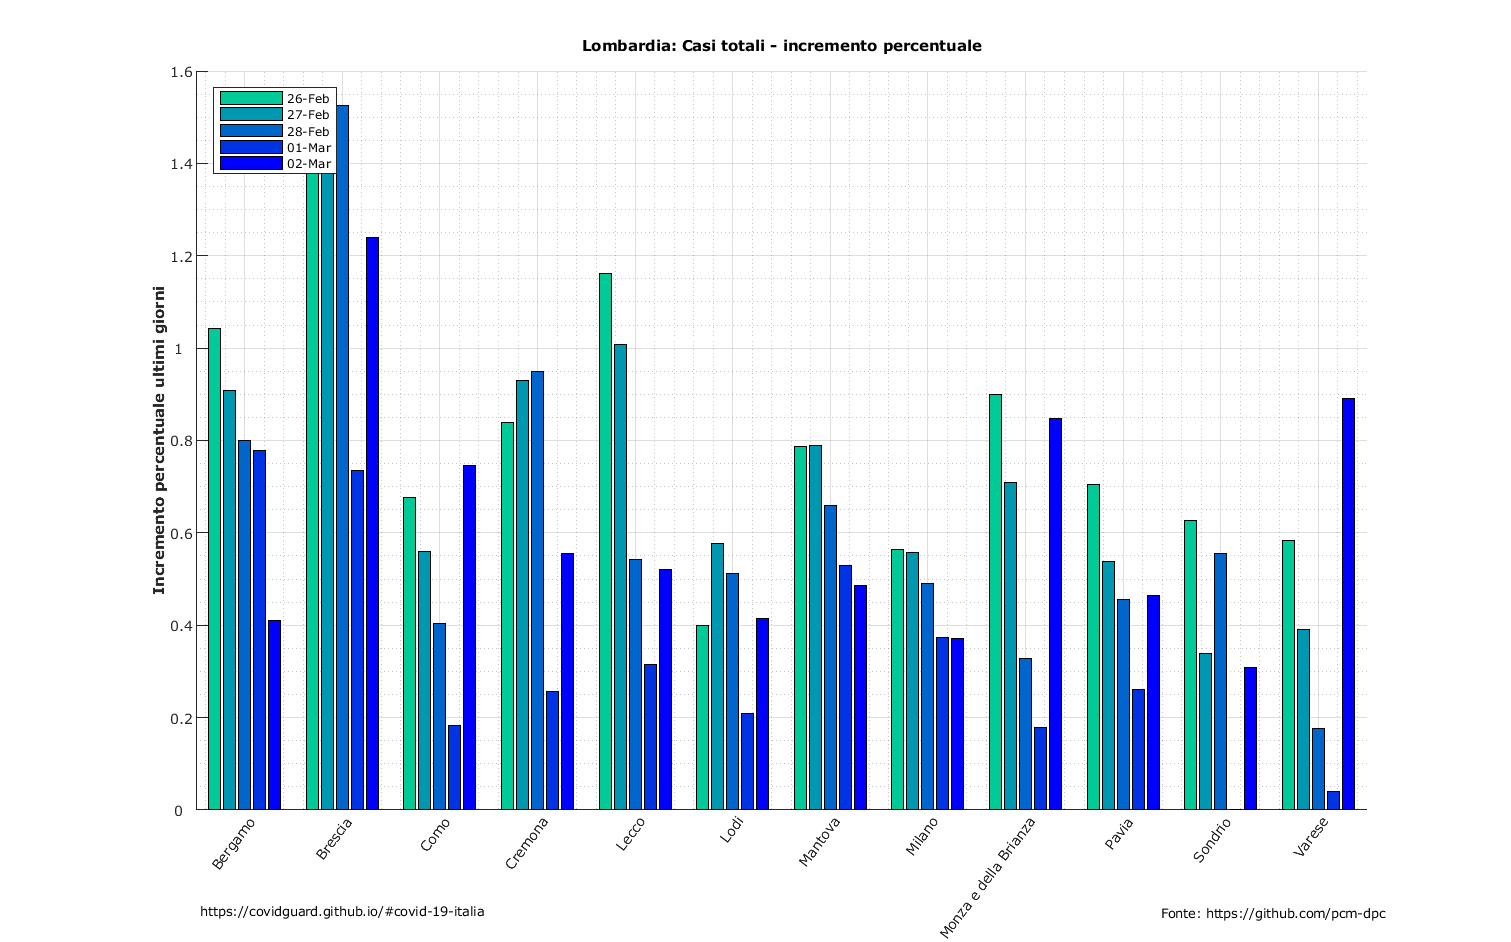 Lombardia: Casi totali - incremento percentuale
1.6
1.4
1.2
1
0.8
0.6
0.4
0.2
0
Incremento percentuale ultimi giorni
26-Feb
27-Feb
28-Feb
01-Mar
02-Mar
Bergamo
Brescia
Como
Cremona
Lecco
Lodi
Mantova
Milano
Monza e della Brianza
Pavia
Sondrio
Varese
https://covidguard.github.io/#covid-19-italia
Fonte: https://github.com/pcm-dpc